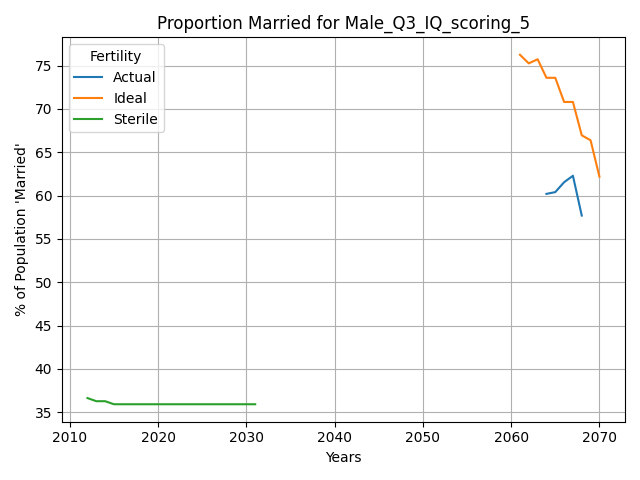 Proportion Married for Male_Q3_IQ_scoring_5
Fertility
Actual
Ideal
Sterile
% of Population 'Married'
75
70
65
60
55
50
45
40
35
2010 2020 2030 2040 2050 2060 2070
Years